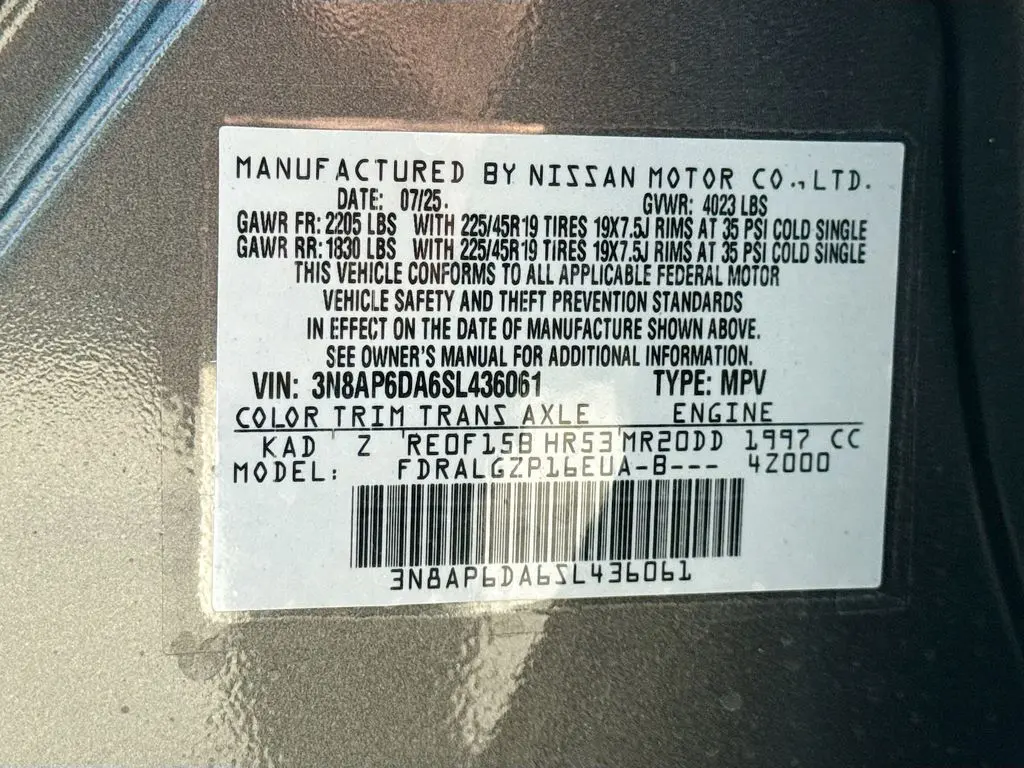 MANUFACTURED BY NISSAN MOTOR CO., LTD.
DATE: 07/25. GVWR: 4023 LBS
GAWR FR: 2205 LBS WITH 225/45R19 TIRES 19X7.5J RIMS AT 35 PSI COLD SINGLE
GAWR RR: 1830 LBS WITH 225/45R19 TIRES 19X7.5J RIMS AT 35 PSI COLD SINGLE
THIS VEHICLE CONFORMS TO ALL APPLICABLE FEDERAL MOTOR
VEHICLE SAFETY AND THEFT PREVENTION STANDARDS
IN EFFECT ON THE DATE OF MANUFACTURE SHOWN ABOVE.
SEE OWNER'S MANUAL FOR ADDITIONAL INFORMATION.
VIN: 3N8AP6DA6SL436061 TYPE: MPV
COLOR TRIM TRANS AXLE ENGINE
KAD Z RE0F15B HR53 MR20DD 1997 CC
MODEL: FDRALGZP16EUA-B--- 4Z000
3N8AP6DA6SL436061